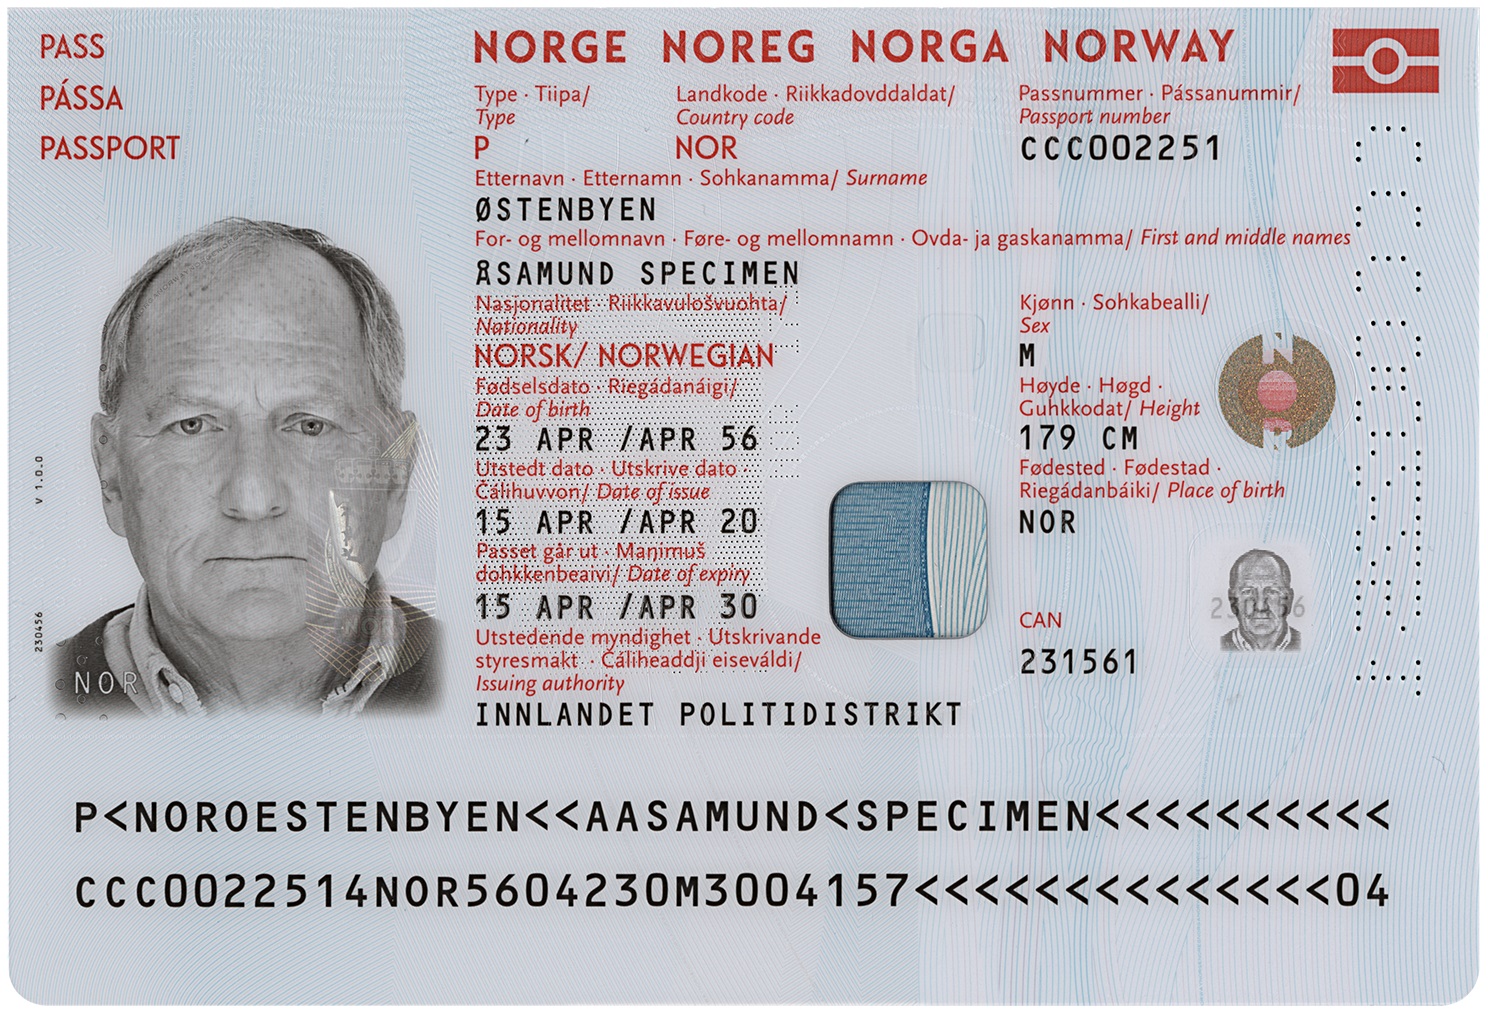 PASS
PÁSSA
PASSPORT
NORGE NOREG NORGA NORWAY
Type · Tiipa/
Type
P
Landkode · Riikkadovddaldat/
Country code
NOR
Passnummer · Pássanummir/
Passport number
CCC002251
Etternavn · Etternamn · Sohkanamma/ Surname
ØSTENBYEN
For- og mellomnavn · Føre- og mellomnamn · Ovda- ja gaskanamma/ First and middle names
ÅSAMUND SPECIMEN
Nasjonalitet · Riikkavulošvuohta/
Nationality
NORSK/ NORWEGIAN
Kjønn · Sohkabealli/
Sex
M
Fødselsdato · Riegádanáigi/
Date of birth
23 APR /APR 56
Høyde · Høgd ·
Guhkkodat/ Height
179 CM
Utstedt dato · Utskrive dato ·
Cálihuvvon/ Date of issue
15 APR /APR 20
Fødested · Fødestad ·
Riegádanbáiki/ Place of birth
NOR
Passet går ut · Manimuš
dohkkenbeaivi/ Date of expiry
15 APR /APR 30
Utstedende myndighet · Utskrivande
styresmakt · Cáliheaddji eiseváldi/
Issuing authority
INNLANDET POLITIDISTRIKT
CAN
231561
v 1.0.0
230456
NOR
230456
P<NOROESTENBYEN<<AASAMUND<SPECIMEN<<<<<<<<<<
CCC0022514NOR5604230M3004157<<<<<<<<<<<<<<04